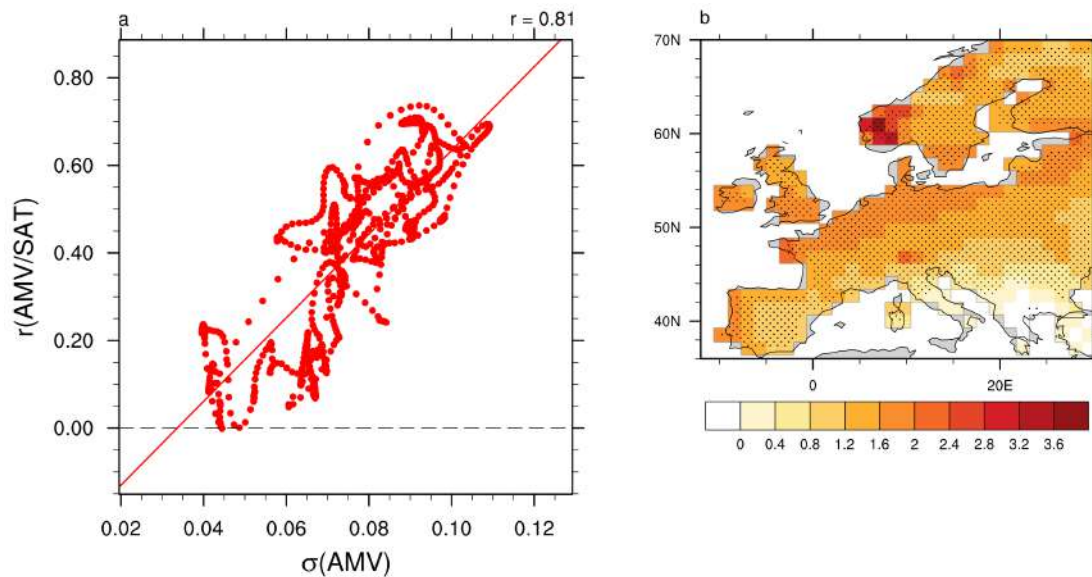 a r = 0.81
r(AMV/SAT)
0.80
0.60
0.40
0.20
0.00
0.02 0.04 0.06 0.08 0.10 0.12
σ(AMV)
b
70N
60N
50N
40N
0 20E
0 0.4 0.8 1.2 1.6 2 2.4 2.8 3.2 3.6